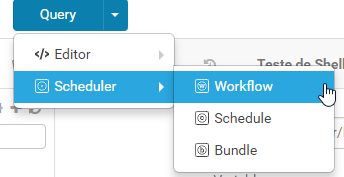 Query
</> Editor
Teste de Shell
Scheduler
Workflow
Schedule
Bundle